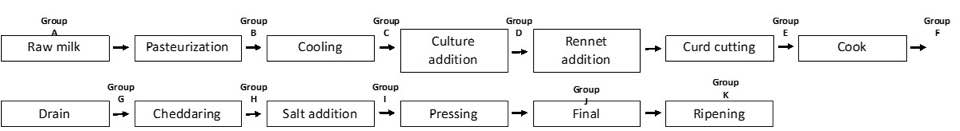 Group A
Group B
Group C
Group D
Group E
Group F
Raw milk
Pasteurization
Cooling
Culture addition
Rennet addition
Curd cutting
Cook
Group G
Group H
Group I
Group J
Group K
Drain
Cheddaring
Salt addition
Pressing
Final
Ripening